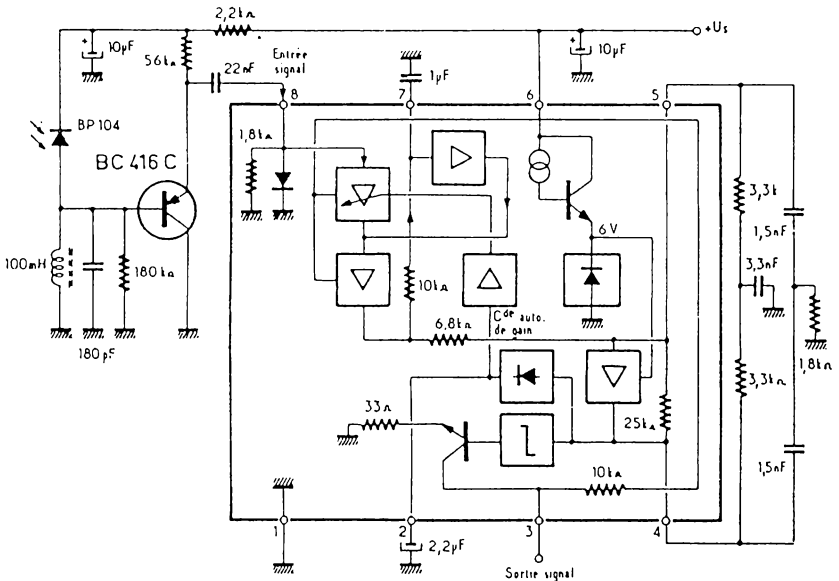 2,2kΩ
+Us
+
10µF
56kΩ
22nF
Entrée
signal
1µF
+
10µF
8
7
6
5
BP 104
BC 416 C
1,8kΩ
3,3k
1,5nF
6V
100mH
180kΩ
10kΩ
3,3nF
Cde auto.
de gain
6,8kΩ
180pF
1,8kΩ
3,3kΩ
33Ω
25kΩ
10kΩ
1,5nF
1
2
3
4
+
2,2µF
Sortie signal